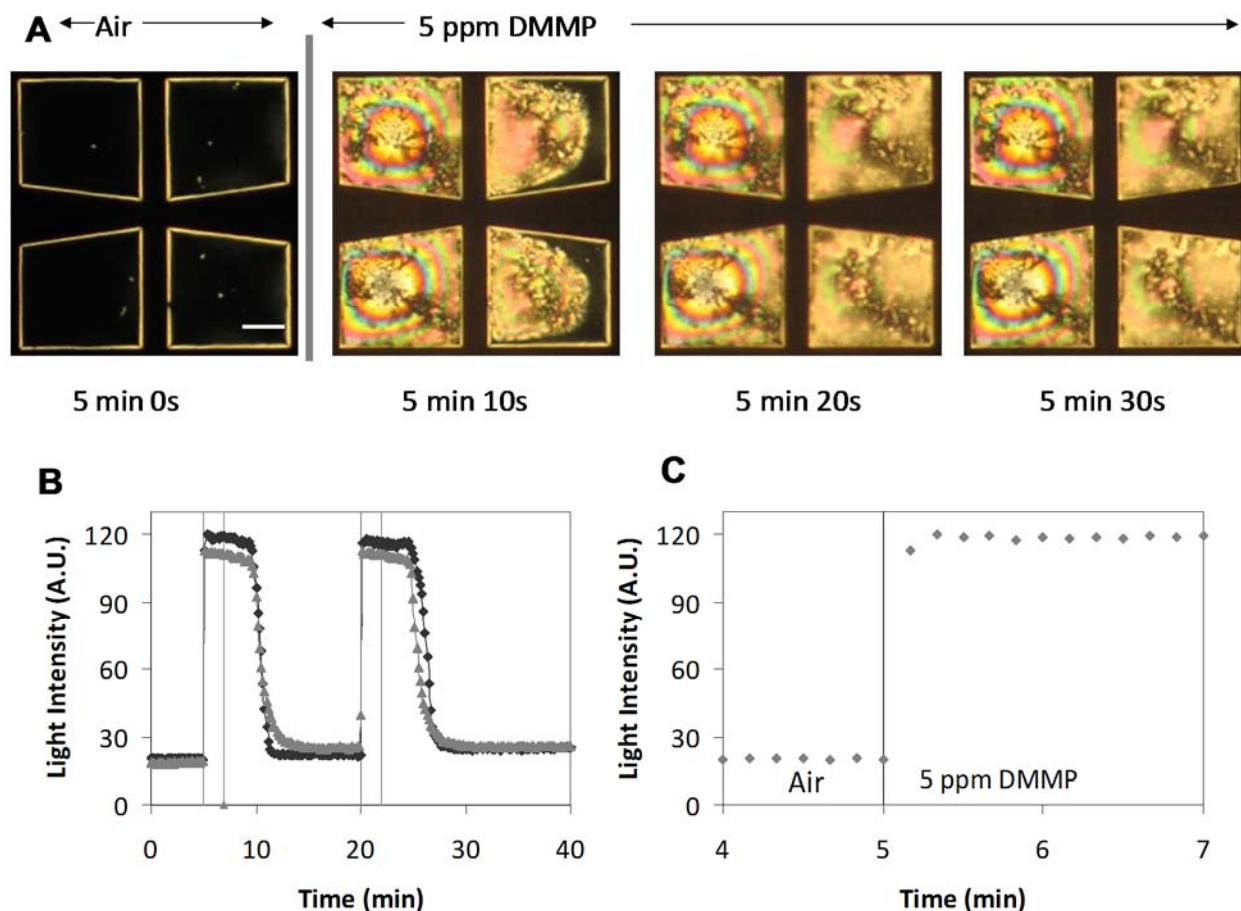 A
Air
5 ppm DMMP
5 min 0s
5 min 10s
5 min 20s
5 min 30s
B
Light Intensity (A.U.)
120
90
60
30
0
0 10 20 30 40
Time (min)
C
Light Intensity (A.U.)
120
90
60
30
0
Air
5 ppm DMMP
4 5 6 7
Time (min)